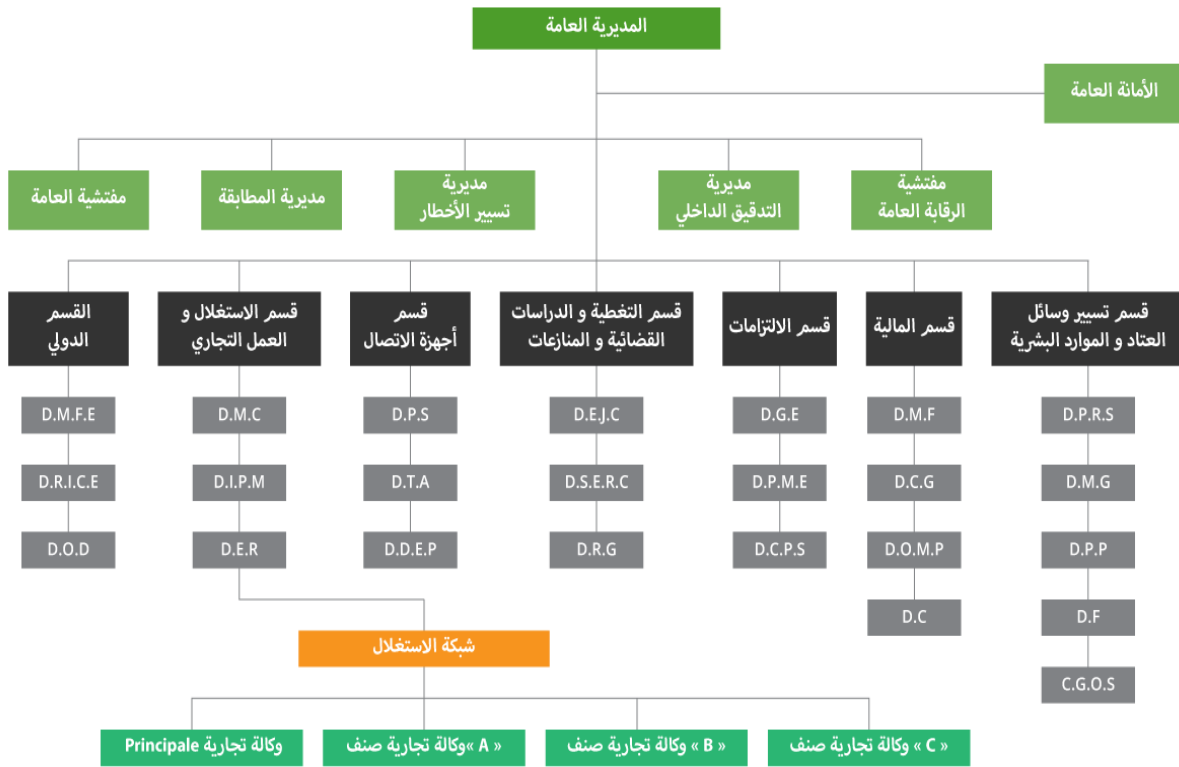 المديرية العامة
الأمانة العامة
مفتشية
الرقابة العامة
مديرية
التدقيق الداخلي
مديرية
تسيير الأخطار
مديرية المطابقة
مفتشية العامة
قسم تسيير وسائل
العتاد و الموارد البشرية
قسم المالية
قسم الالتزامات
قسم التغطية و الدراسات
القضائية و المنازعات
قسم
أجهزة الاتصال
قسم الاستغلال و
العمل التجاري
القسم
الدولي
D.P.R.S
D.M.G
D.P.P
D.F
C.G.O.S
D.M.F
D.C.G
D.O.M.P
D.C
D.G.E
D.P.M.E
D.C.P.S
D.E.J.C
D.S.E.R.C
D.R.G
D.P.S
D.T.A
D.D.E.P
D.M.C
D.I.P.M
D.E.R
D.M.F.E
D.R.I.C.E
D.O.D
شبكة الاستغلال
وكالة تجارية صنف « C »
وكالة تجارية صنف « B »
وكالة تجارية صنف« A »
وكالة تجارية Principale